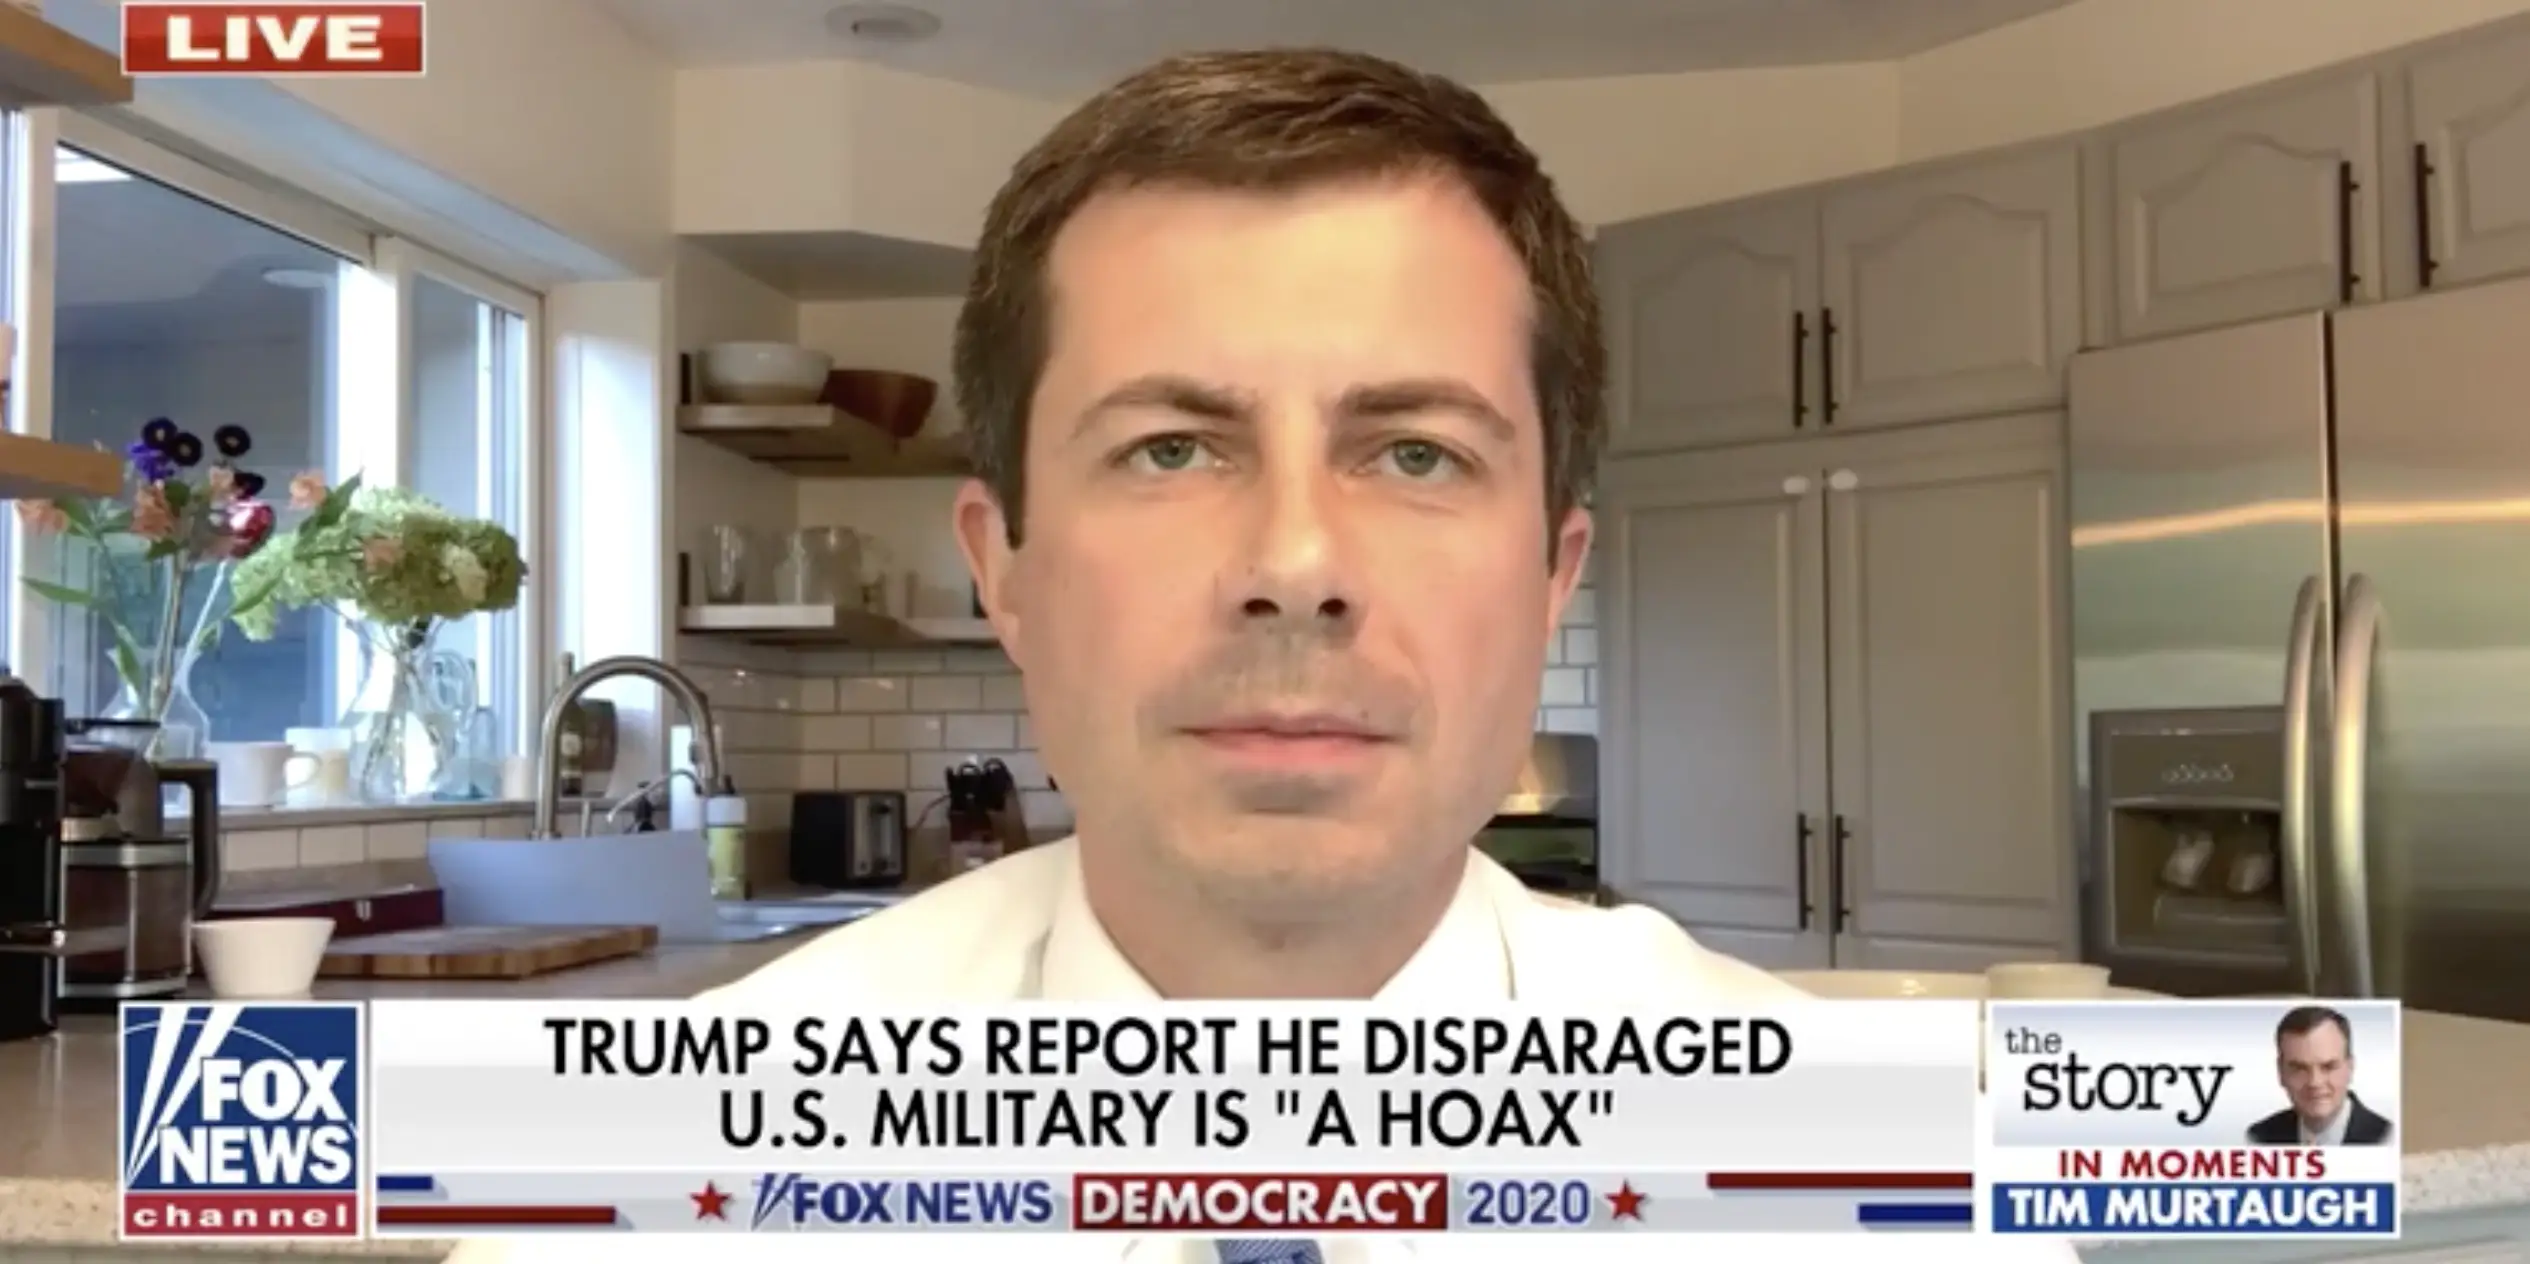 LIVE
FOX
NEWS
channel
TRUMP SAYS REPORT HE DISPARAGED
U.S. MILITARY IS "A HOAX"
FOX NEWS DEMOCRACY 2020
the
story
IN MOMENTS
TIM MURTAUGH